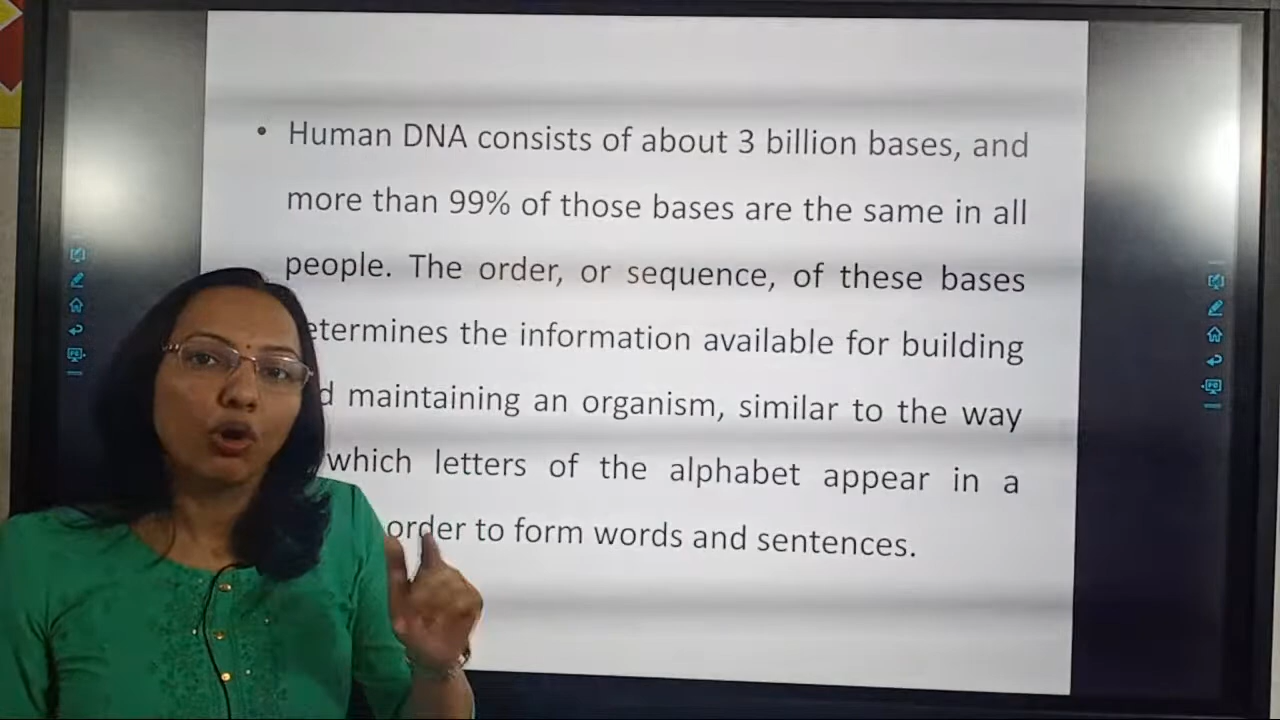 • Human DNA consists of about 3 billion bases, and
more than 99% of those bases are the same in all
people. The order, or sequence, of these bases
etermines the information available for building
d maintaining an organism, similar to the way
which letters of the alphabet appear in a
order to form words and sentences.